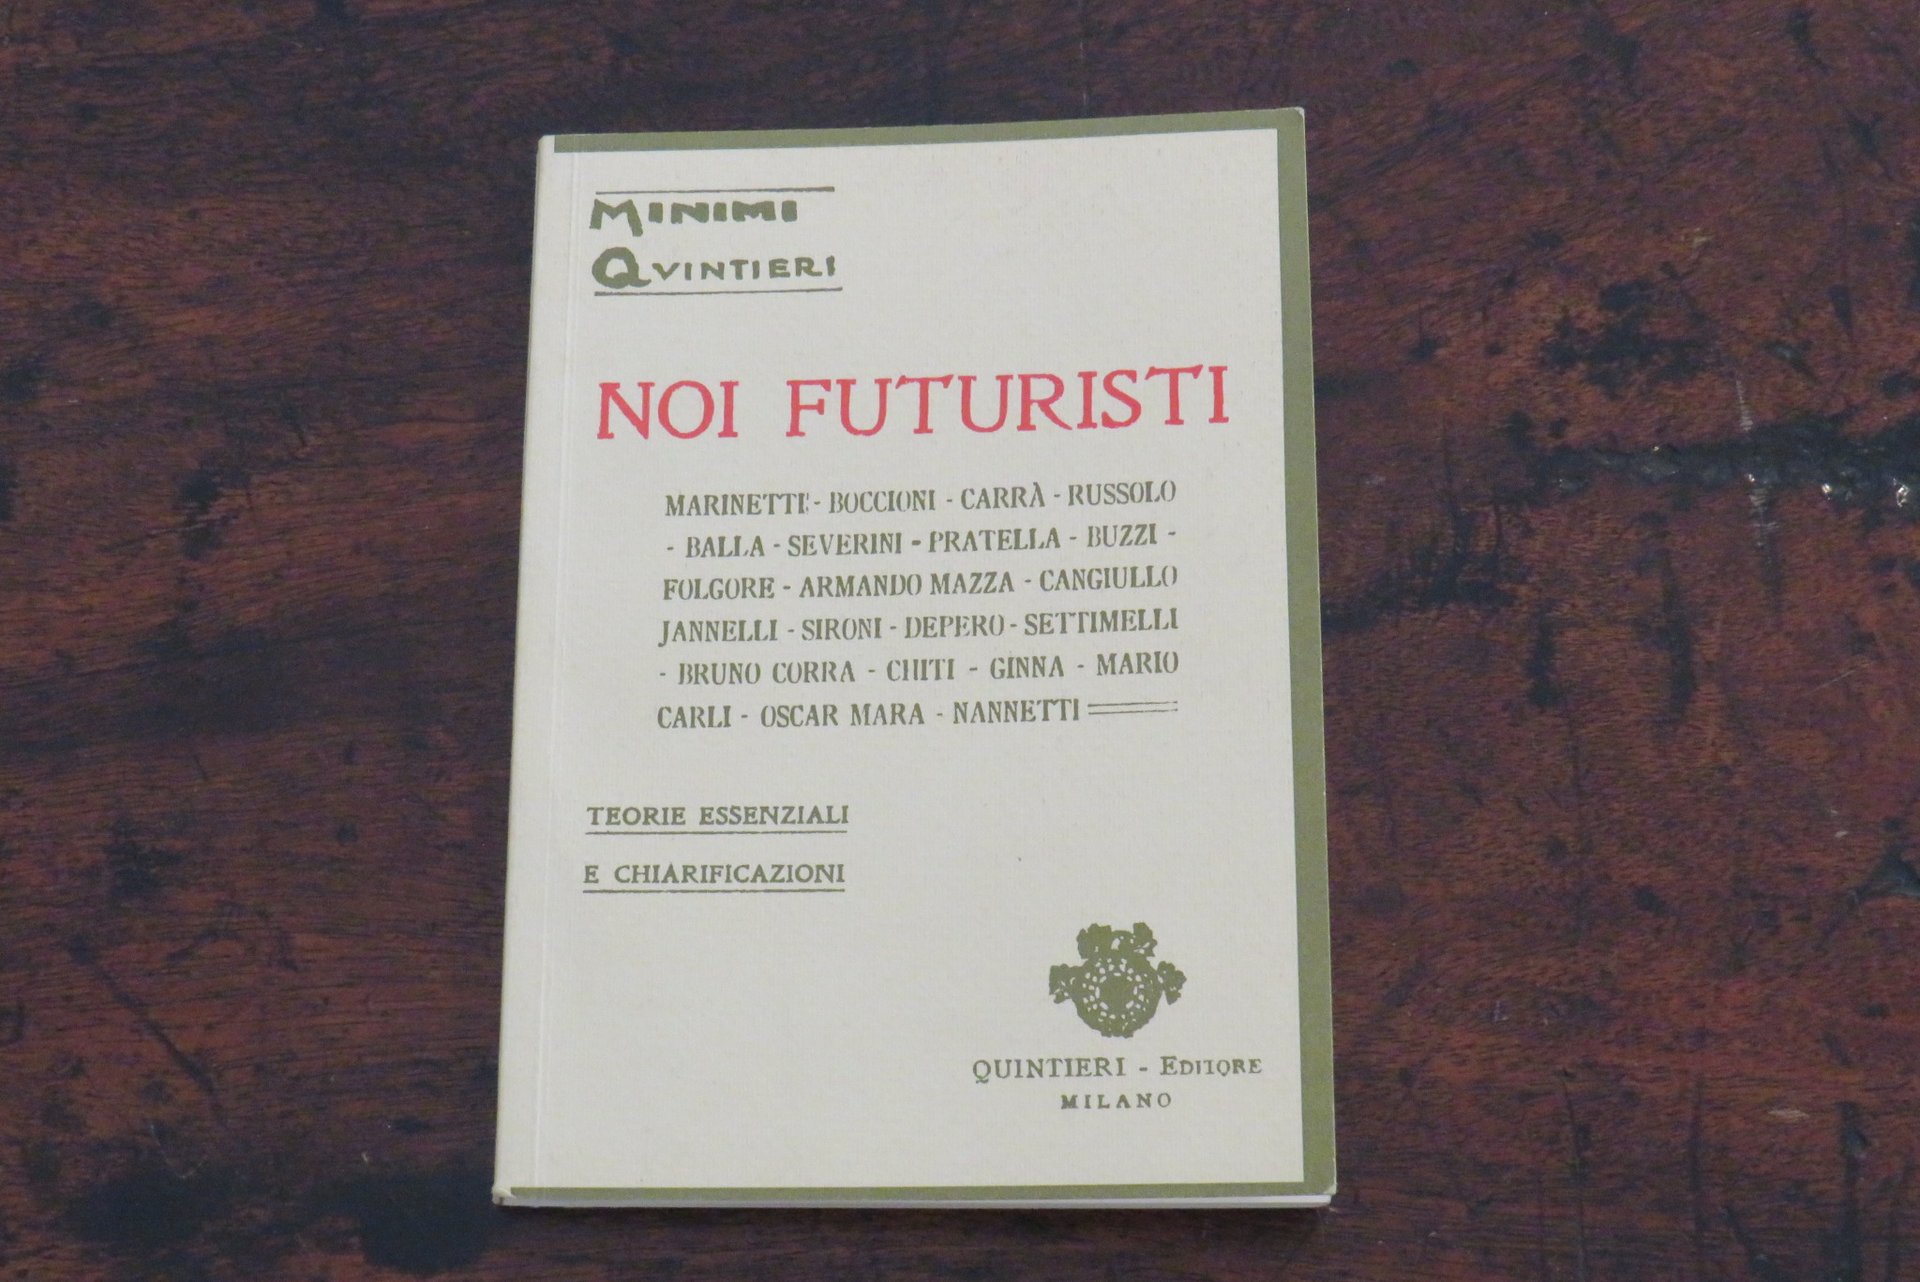 MINIMI
QVINTIERI
NOI FUTURISTI
MARINETTI - BOCCIONI - CARRÀ - RUSSOLO
- BALLA - SEVERINI - PRATELLA - BUZZI -
FOLGORE - ARMANDO MAZZA - CANGIULLO
JANNELLI - SIRONI - DEPERO - SETTIMELLI
- BRUNO CORRA - CHITI - GINNA - MARIO
CARLI - OSCAR MARA - NANNETTI
TEORIE ESSENZIALI
E CHIARIFICAZIONI
QUINTIERI - EDITORE
MILANO